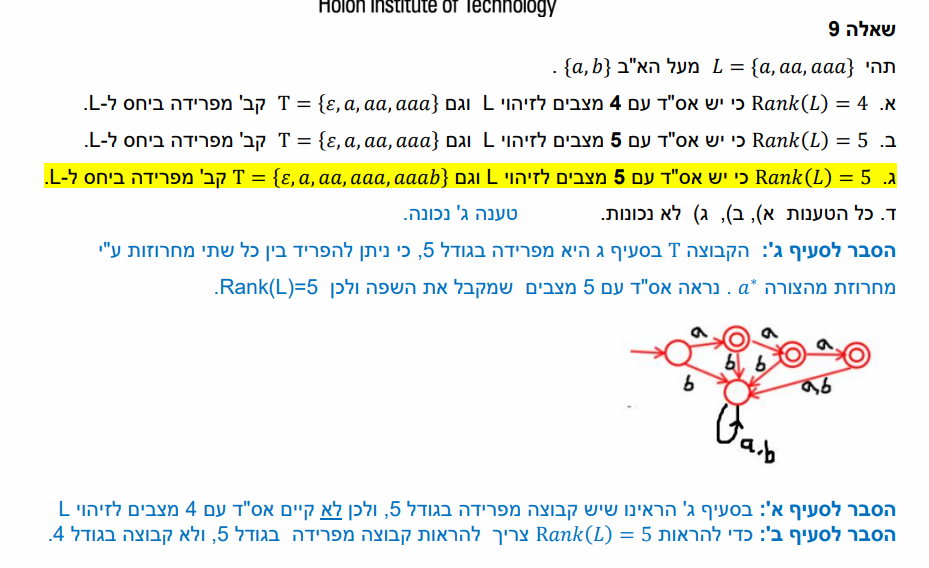 Holon Institute of Technology
שאלה 9
תהי L = {a, aa, aaa} מעל הא"ב {a, b} .
א. Rank(L) = 4 כי יש אס"ד עם 4 מצבים לזיהוי L וגם T = {ε, a, aa, aaa} קב' מפרידה ביחס ל-L.
ב. Rank(L) = 5 כי יש אס"ד עם 5 מצבים לזיהוי L וגם T = {ε, a, aa, aaa} קב' מפרידה ביחס ל-L.
ג. Rank(L) = 5 כי יש אס"ד עם 5 מצבים לזיהוי L וגם T = {ε, a, aa, aaa, aaab} קב' מפרידה ביחס ל-L.
ד. כל הטענות א), ב), ג) לא נכונות. טענה ג' נכונה.
הסבר לסעיף ג': הקבוצה T בסעיף ג היא מפרידה בגודל 5, כי ניתן להפריד בין כל שתי מחרוזות ע"י
מחרוזת מהצורה a* . נראה אס"ד עם 5 מצבים שמקבל את השפה ולכן Rank(L)=5.
a a a
b b b a,b
a,b
הסבר לסעיף א': בסעיף ג' הראינו שיש קבוצה מפרידה בגודל 5, ולכן לא קיים אס"ד עם 4 מצבים לזיהוי L
הסבר לסעיף ב': כדי להראות Rank(L) = 5 צריך להראות קבוצה מפרידה בגודל 5, ולא קבוצה בגודל 4.